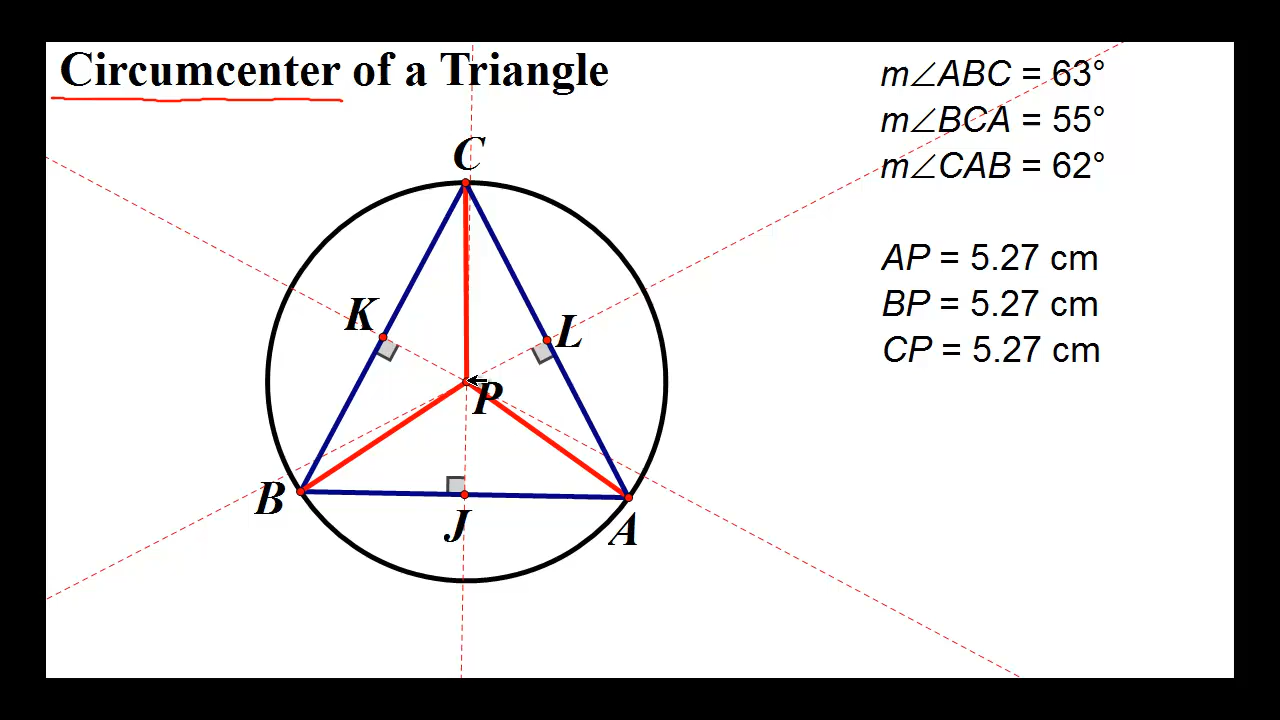 Circumcenter of a Triangle
m∠ABC = 63°
m∠BCA = 55°
m∠CAB = 62°
AP = 5.27 cm
BP = 5.27 cm
CP = 5.27 cm
C
K
L
P
B
J
A